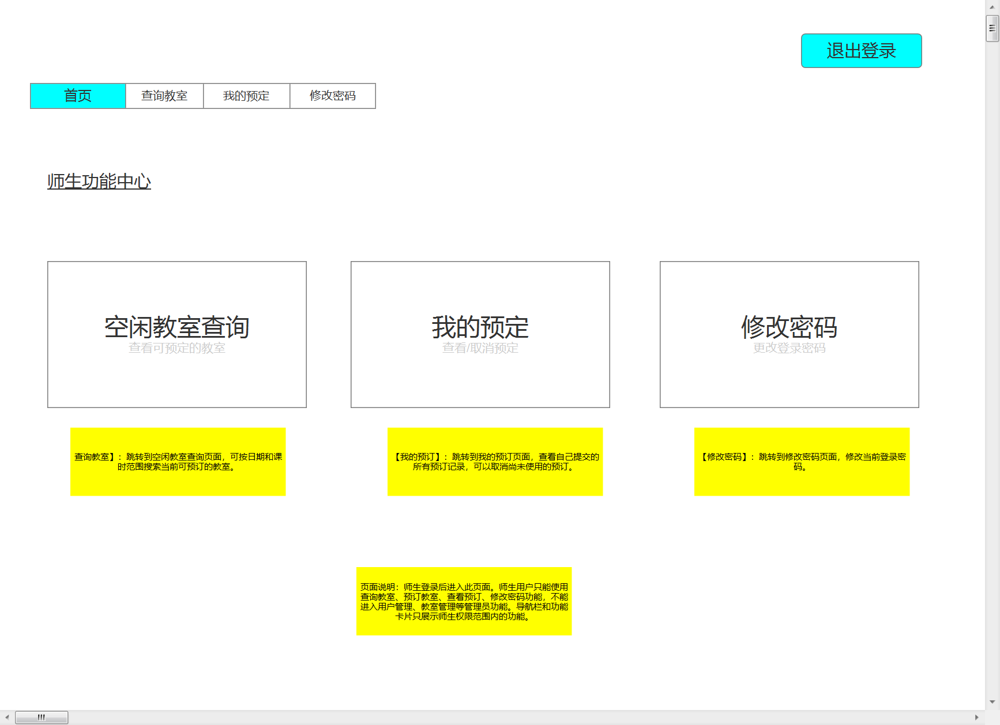 退出登录
首页 查询教室 我的预定 修改密码
师生功能中心
空闲教室查询
查看可预定的教室
我的预定
查看/取消预定
修改密码
更改登录密码
查询教室】：跳转到空闲教室查询页面，可按日期和课
时范围搜索当前可预订的教室。
【我的预订】：跳转到我的预订页面，查看自己提交的
所有预订记录，可以取消尚未使用的预订。
【修改密码】：跳转到修改密码页面，修改当前登录密
码。
页面说明：师生登录后进入此页面。师生用户只能使用
查询教室、预订教室、查看预订、修改密码功能，不能
进入用户管理、教室管理等管理员功能。导航栏和功能
卡片只展示师生权限范围内的功能。